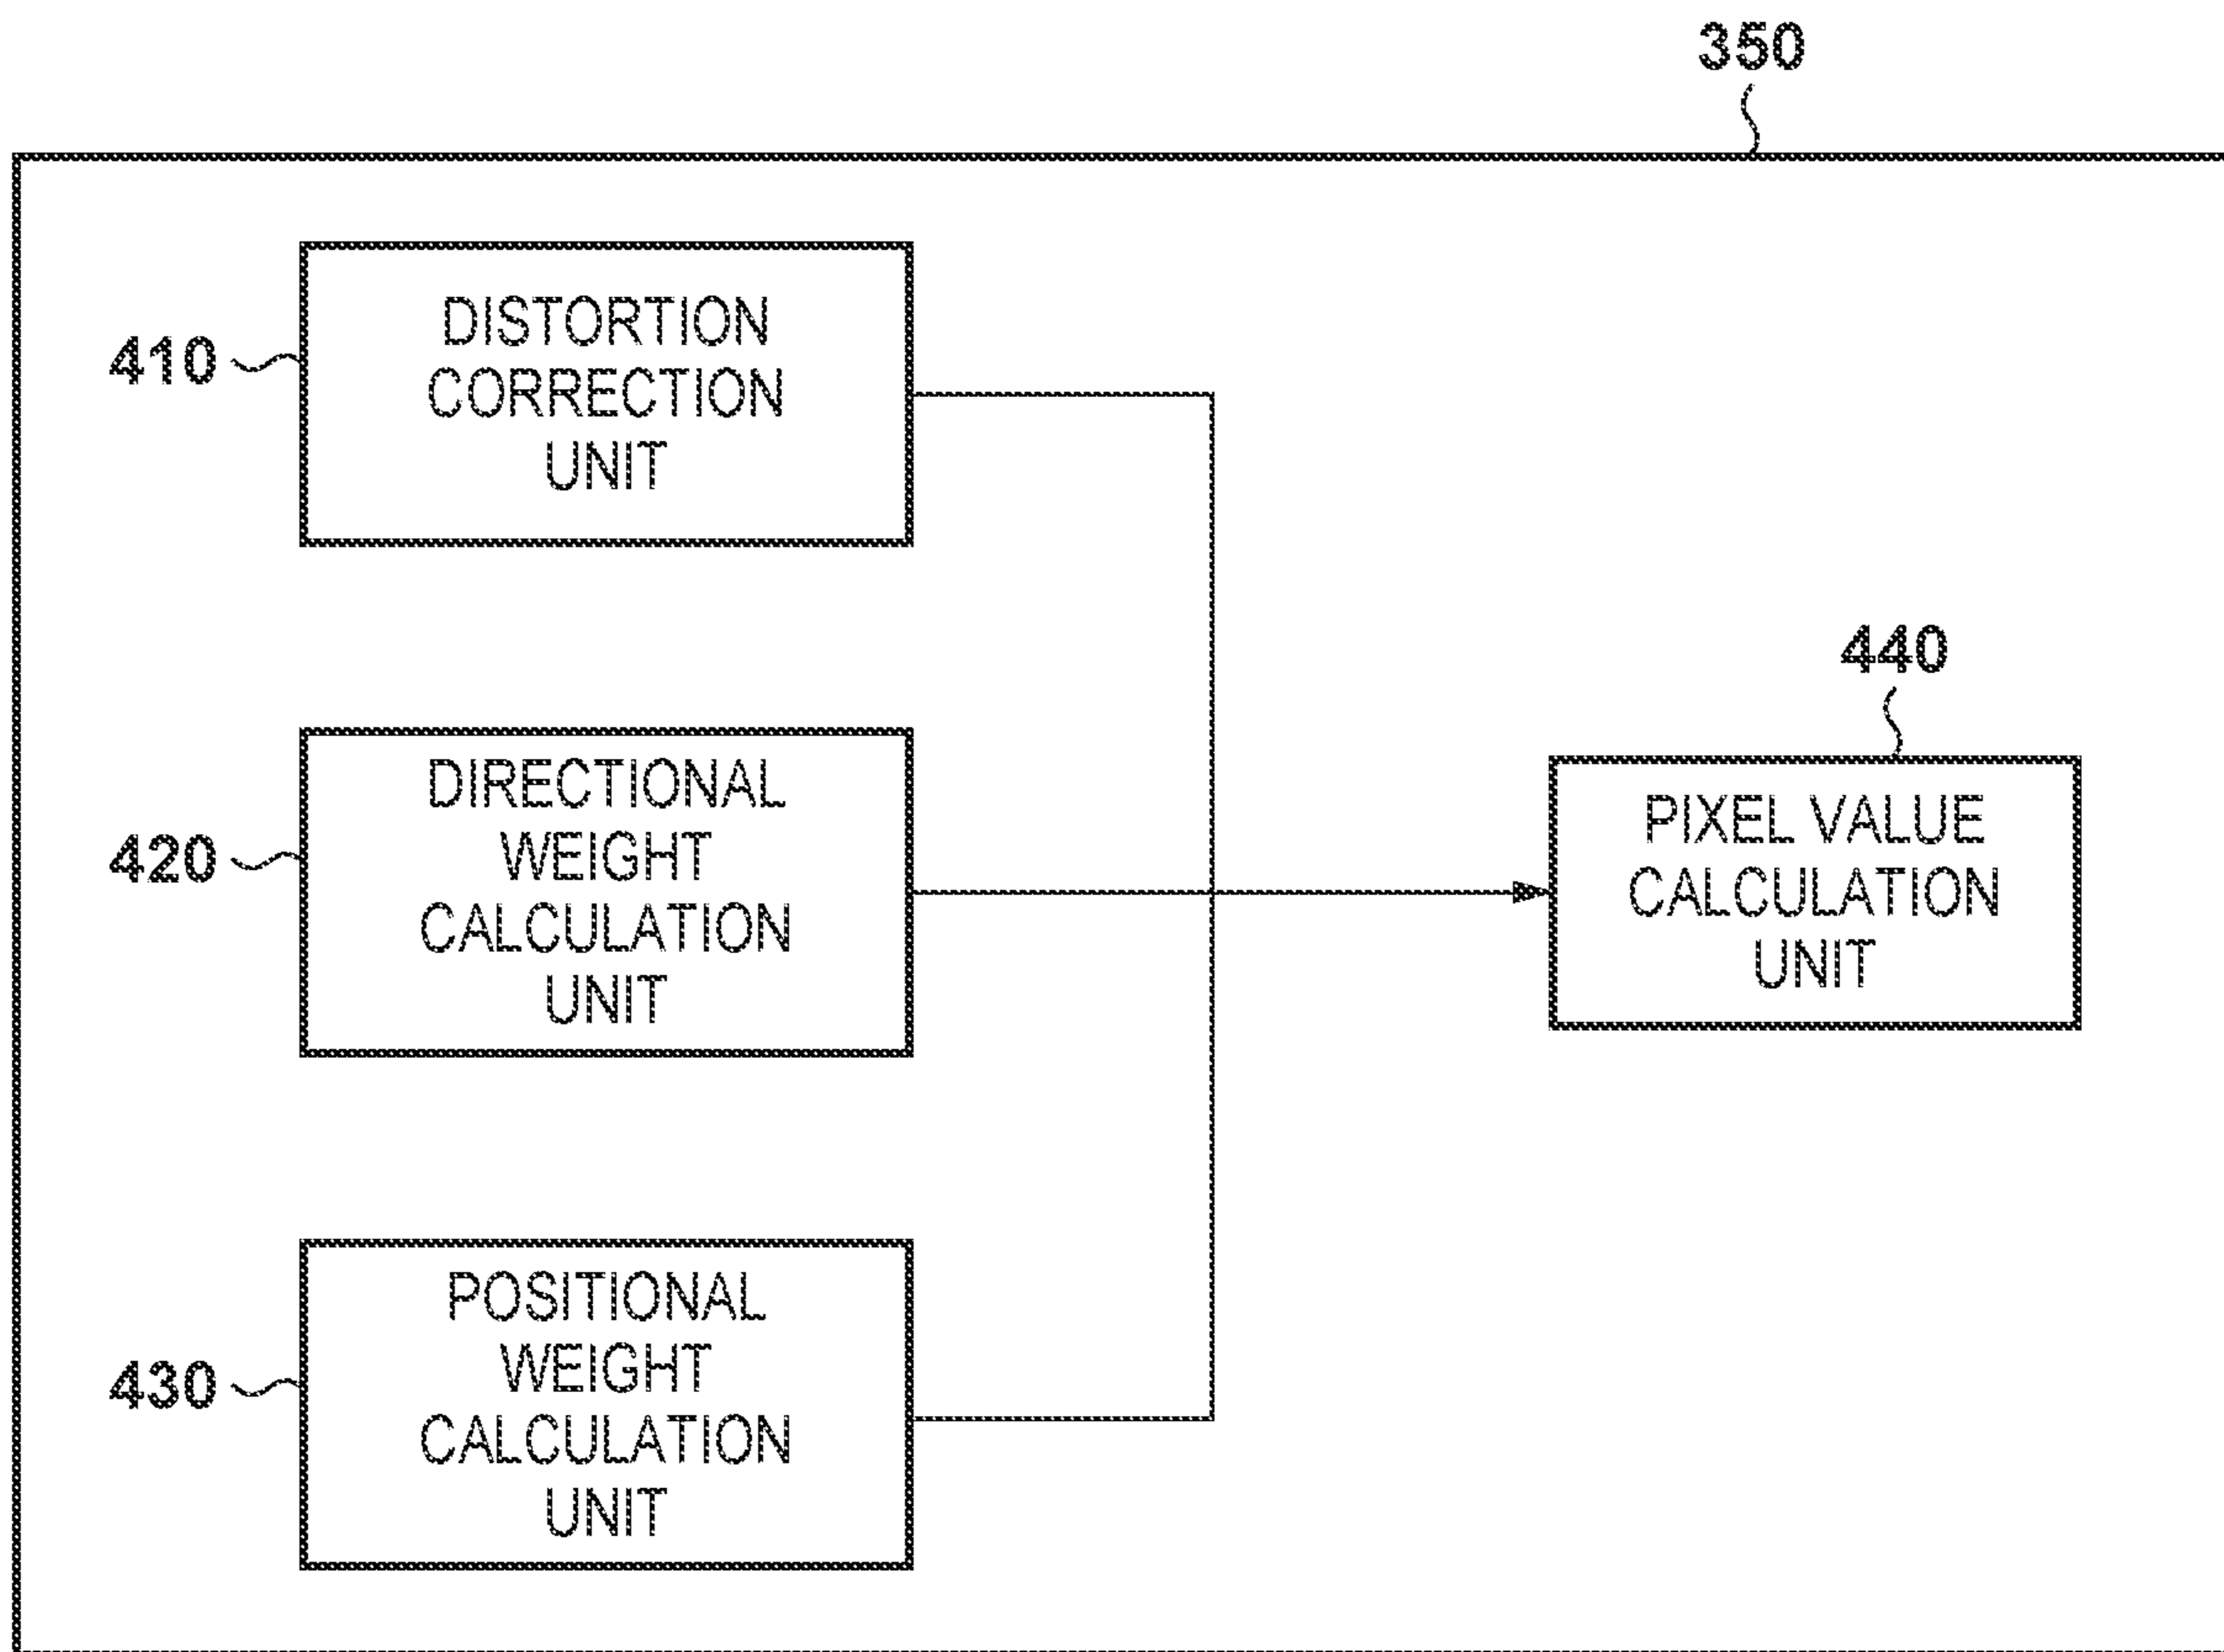 350
410
DISTORTION
CORRECTION
UNIT
420
DIRECTIONAL
WEIGHT
CALCULATION
UNIT
440
PIXEL VALUE
CALCULATION
UNIT
430
POSITIONAL
WEIGHT
CALCULATION
UNIT